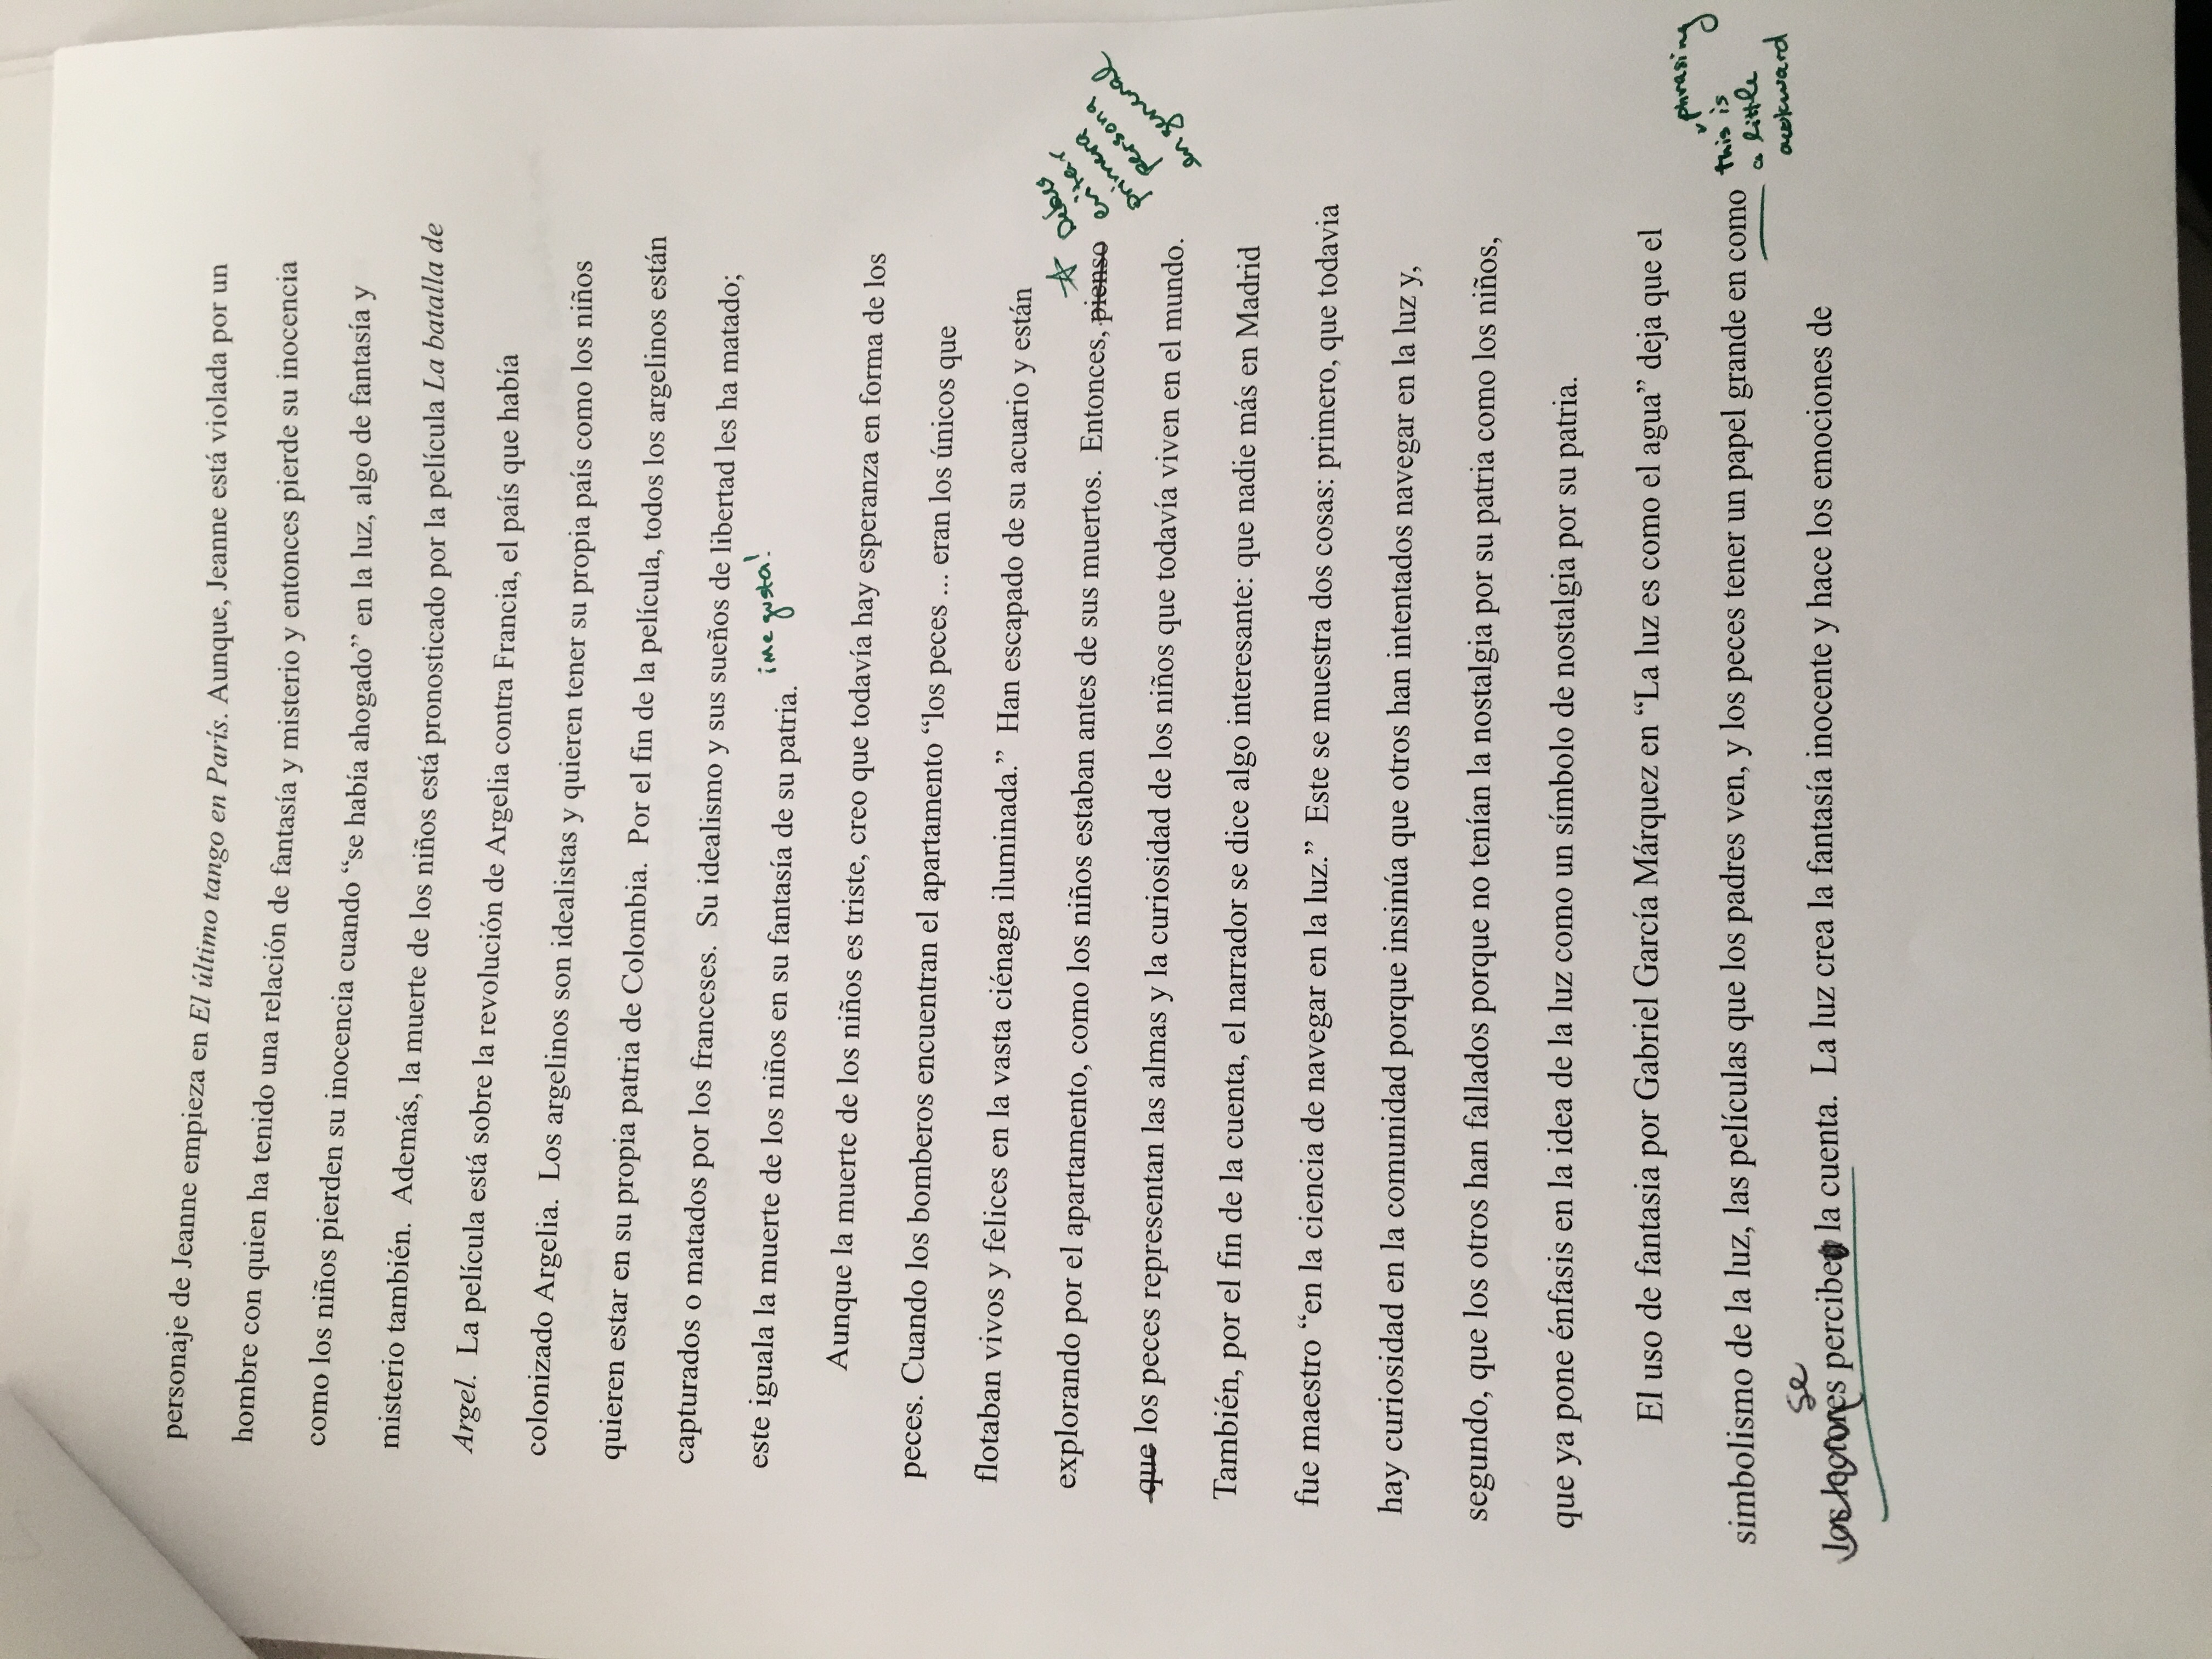 personaje de Jeanne empieza en El último tango en París. Aunque, Jeanne está violada por un
hombre con quien ha tenido una relación de fantasía y misterio y entonces pierde su inocencia
como los niños pierden su inocencia cuando “se había ahogado” en la luz, algo de fantasía y
misterio también. Además, la muerte de los niños está pronosticado por la película La batalla de
Argel. La película está sobre la revolución de Argelia contra Francia, el país que había
colonizado Argelia. Los argelinos son idealistas y quieren tener su propia país como los niños
quieren estar en su propia patria de Colombia. Por el fin de la película, todos los argelinos están
capturados o matados por los franceses. Su idealismo y sus sueños de libertad les ha matado;
este iguala la muerte de los niños en su fantasía de su patria. ¡Me gusta!
Aunque la muerte de los niños es triste, creo que todavía hay esperanza en forma de los
peces. Cuando los bomberos encuentran el apartamento “los peces ... eran los únicos que
flotaban vivos y felices en la vasta ciénaga iluminada.” Han escapado de su acuario y están
explorando por el apartamento, como los niños estaban antes de sus muertos. Entonces, pienso
Debes
evitar
primera
persona
en general
que los peces representan las almas y la curiosidad de los niños que todavía viven en el mundo.
También, por el fin de la cuenta, el narrador se dice algo interesante: que nadie más en Madrid
fue maestro “en la ciencia de navegar en la luz.” Este se muestra dos cosas: primero, que todavia
hay curiosidad en la comunidad porque insinúa que otros han intentados navegar en la luz y,
segundo, que los otros han fallados porque no tenían la nostalgia por su patria como los niños,
que ya pone énfasis en la idea de la luz como un símbolo de nostalgia por su patria.
El uso de fantasia por Gabriel García Márquez en “La luz es como el agua” deja que el
simbolismo de la luz, las películas que los padres ven, y los peces tener un papel grande en como
phrasing
this is
a little
awkward
se
los lectores percibe la cuenta. La luz crea la fantasía inocente y hace los emociones de